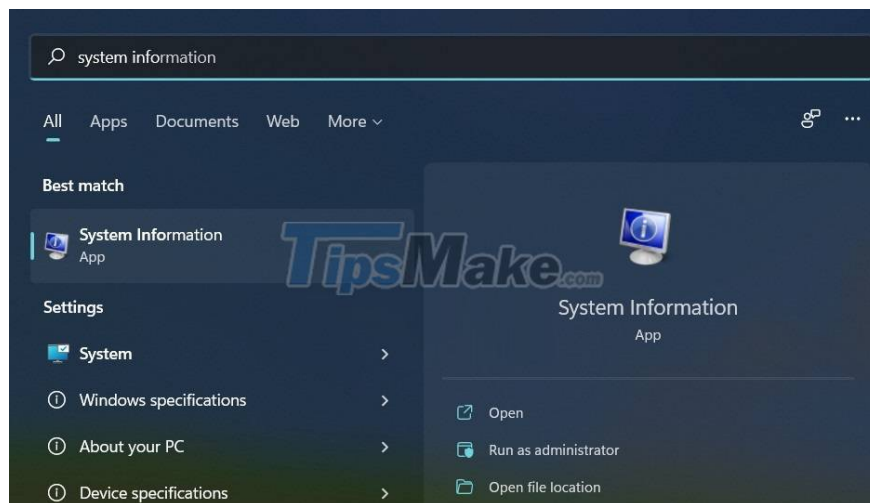 system information
All Apps Documents Web More
Best match
System Information
App
Settings
System
Windows specifications
About your PC
Device specifications
TipsMake.com
System Information
App
Open
Run as administrator
Open file location